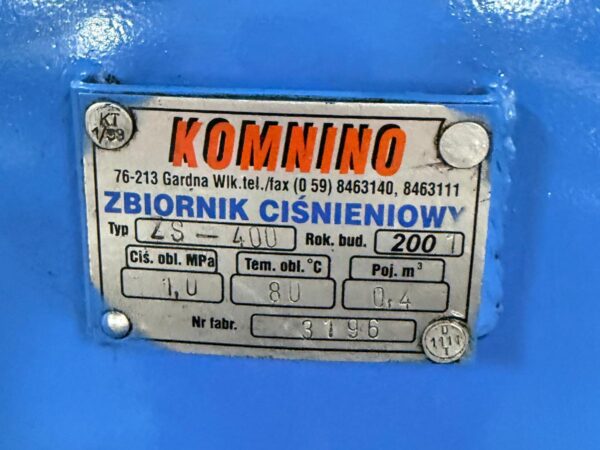 KT
1/99
KOMNINO
76-213 Gardna Wlk.tel./fax (0 59) 8463140, 8463111
ZBIORNIK CIŚNIENIOWY
Typ ZS - 400 Rok. bud. 2001
Ciś. obl. MPa Tem. obl. °C Poj. m³
1,0 80 0,4
Nr fabr. 3196